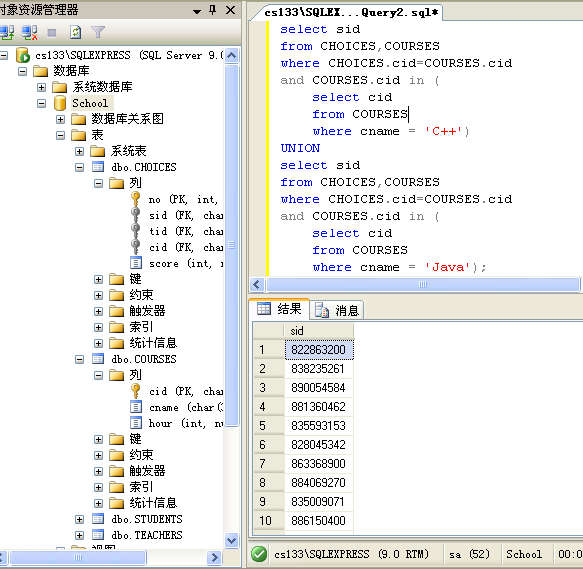 对象资源管理器
cs133\SQLEXPRESS (SQL Server 9.0
数据库
系统数据库
School
数据库关系图
表
系统表
dbo.CHOICES
列
no (PK, int,
sid (FK, char
tid (FK, char
cid (FK, char
score (int, n
键
约束
触发器
索引
统计信息
dbo.COURSES
列
cid (PK, char
cname (char(
hour (int, nu
键
约束
触发器
索引
统计信息
dbo.STUDENTS
dbo.TEACHERS
视图
cs133\SQLEX...Query2.sql*
select sid
from CHOICES,COURSES
where CHOICES.cid=COURSES.cid
and COURSES.cid in (
select cid
from COURSES
where cname = 'C++')
UNION
select sid
from CHOICES,COURSES
where CHOICES.cid=COURSES.cid
and COURSES.cid in (
select cid
from COURSES
where cname = 'Java');
结果 消息
sid
1 822863200
2 838235261
3 890054584
4 881360462
5 835593153
6 828045342
7 863368900
8 884069270
9 835009071
10 886150400
cs133\SQLEXPRESS (9.0 RTM) sa (52) School 00:0